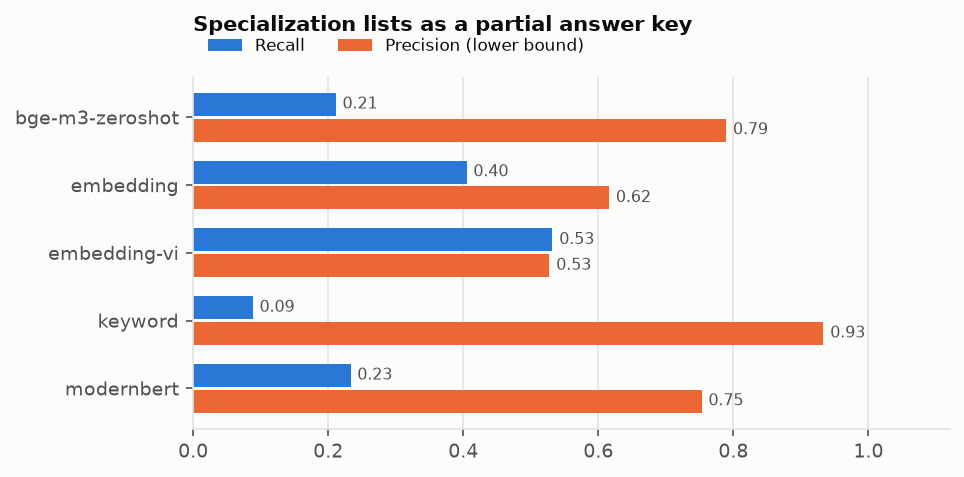 Specialization lists as a partial answer key
Recall Precision (lower bound)
bge-m3-zeroshot 0.21 0.79
embedding 0.40 0.62
embedding-vi 0.53 0.53
keyword 0.09 0.93
modernbert 0.23 0.75
0.0 0.2 0.4 0.6 0.8 1.0